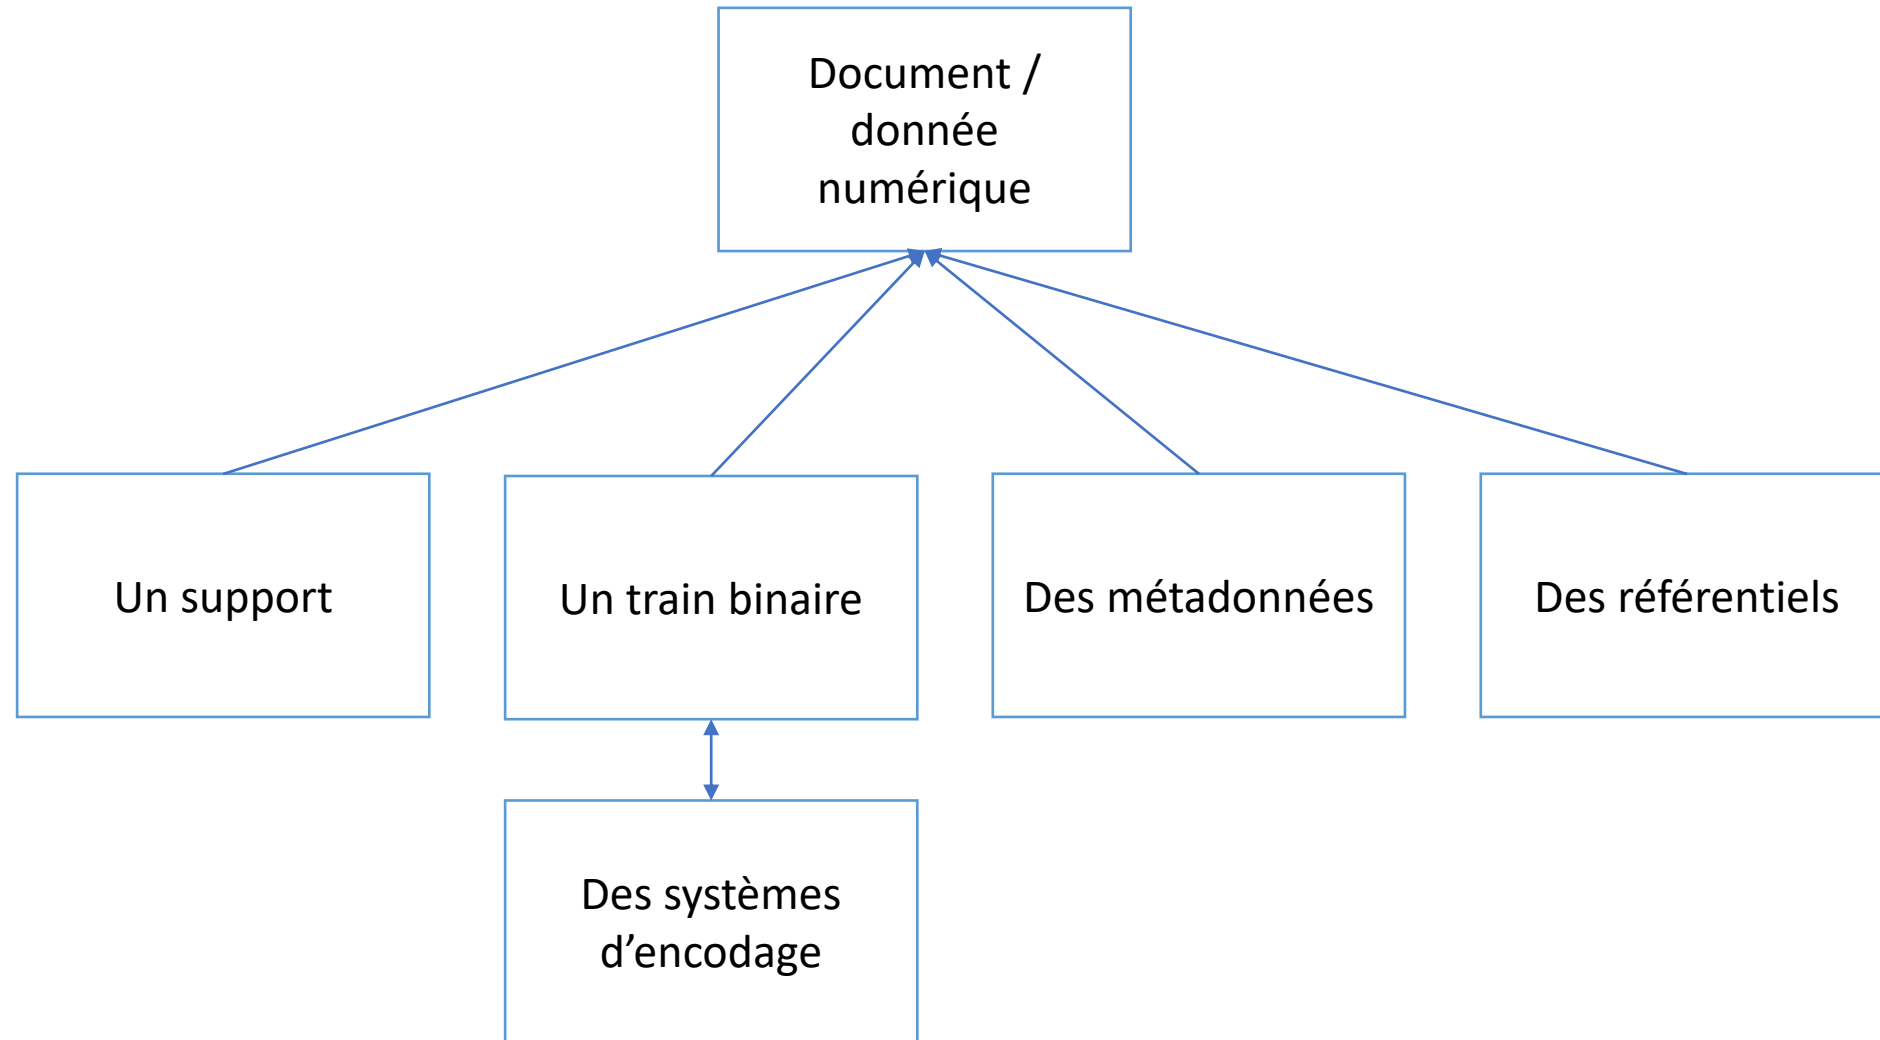 Document /
donnée
numérique
Un support
Un train binaire
Des métadonnées
Des référentiels
Des systèmes
d’encodage